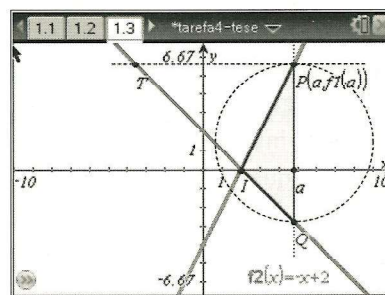 1.1 1.2 1.3 *tarefa4-tese
6.67 y
T P(a,f1(a))
1
x
-10 1 I a 10
Q
-6.67 f2(x)=-x+2